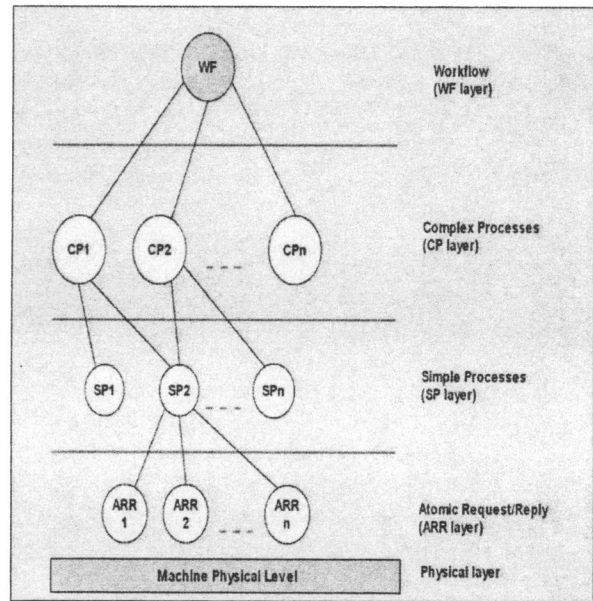 WF
Workflow
(WF layer)
CP1
CP2
CPn
Complex Processes
(CP layer)
SP1
SP2
SPn
Simple Processes
(SP layer)
ARR
1
ARR
2
ARR
n
Atomic Request/Reply
(ARR layer)
Machine Physical Level
Physical layer